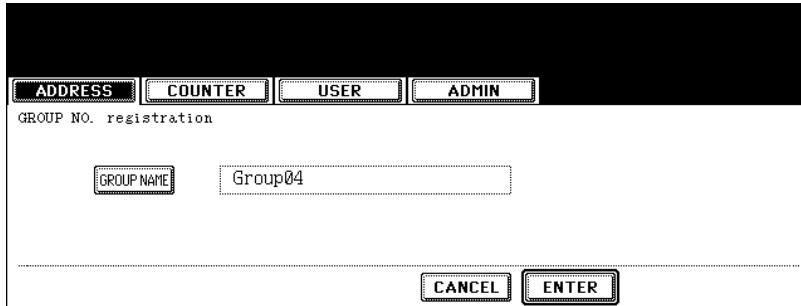 ADDRESS COUNTER USER ADMIN
GROUP NO. registration
GROUP NAME Group04
CANCEL ENTER